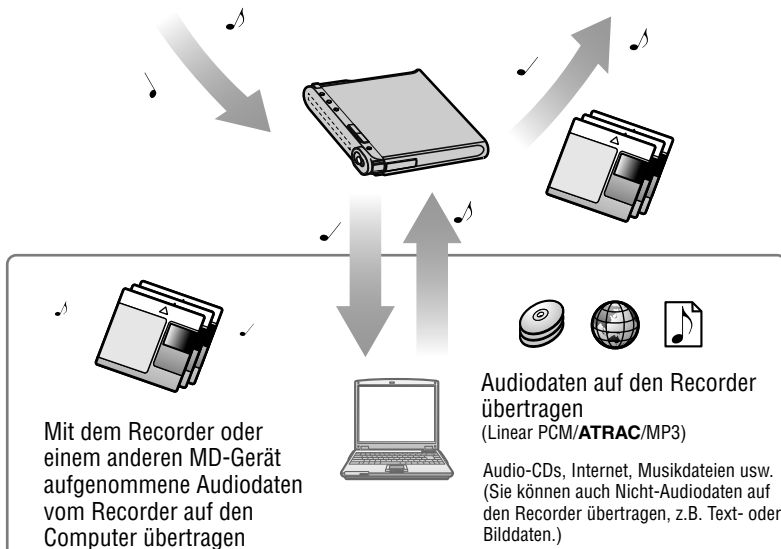 Mit dem Recorder oder
einem anderen MD-Gerät
aufgenommene Audiodaten
vom Recorder auf den
Computer übertragen
Audiodaten auf den Recorder
übertragen
(Linear PCM/ATRAC/MP3)
Audio-CDs, Internet, Musikdateien usw.
(Sie können auch Nicht-Audiodaten auf
den Recorder übertragen, z.B. Text- oder
Bilddaten.)